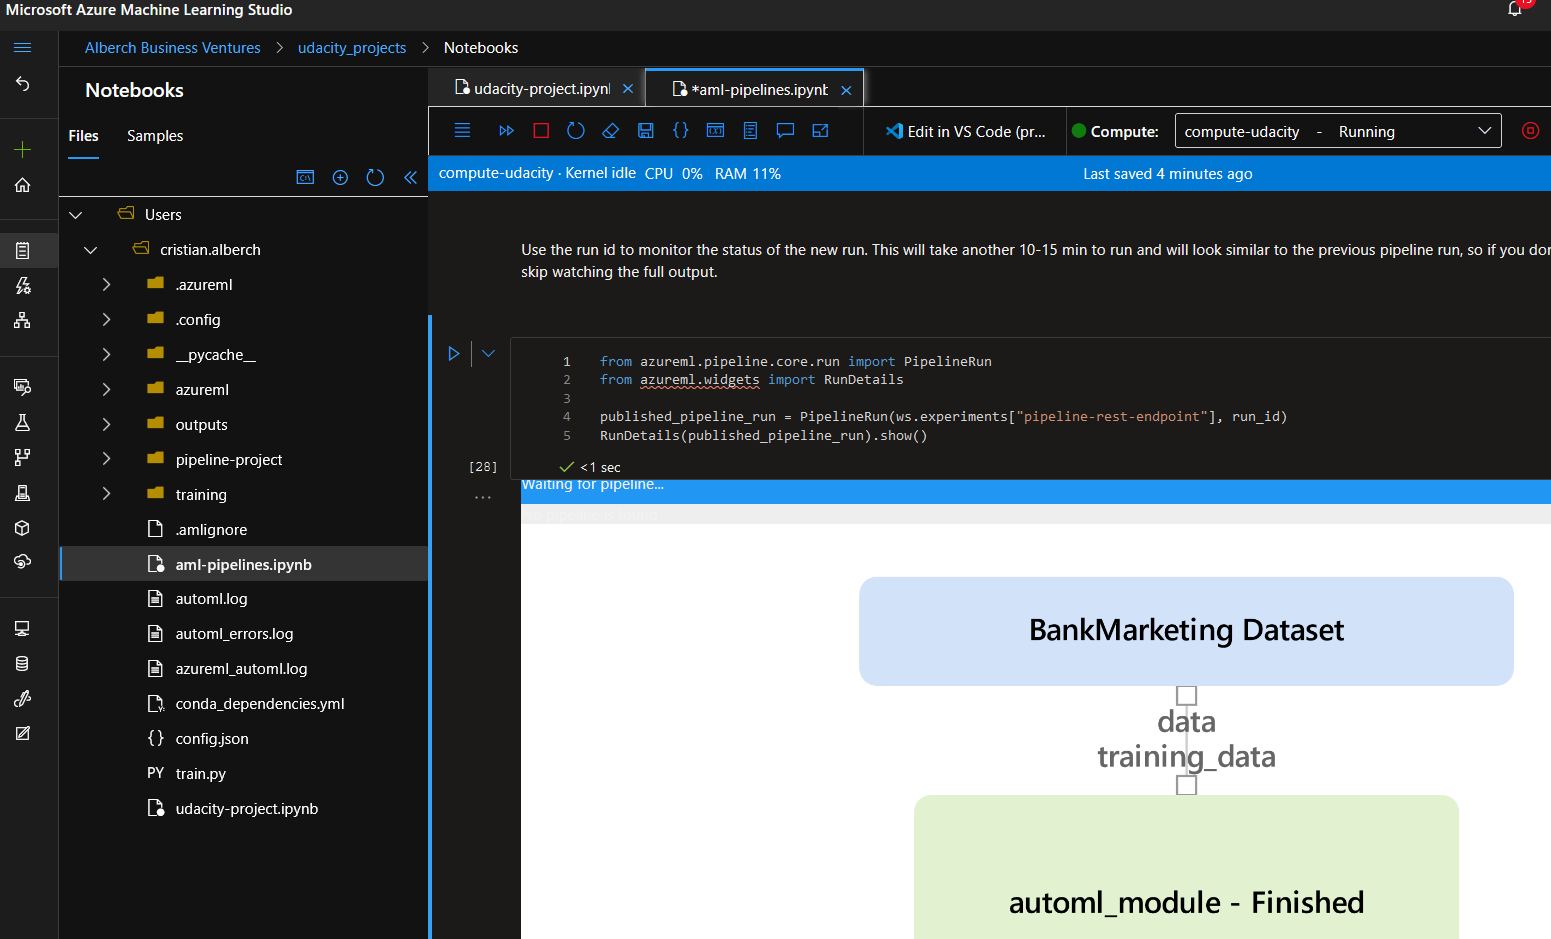 Microsoft Azure Machine Learning Studio
Alberch Business Ventures > udacity_projects > Notebooks
Notebooks
Files Samples
Users
cristian.alberch
.azureml
.config
__pycache__
azureml
outputs
pipeline-project
training
.amlignore
aml-pipelines.ipynb
automl.log
automl_errors.log
azureml_automl.log
conda_dependencies.yml
{} config.json
PY train.py
udacity-project.ipynb
udacity-project.ipynl ×
*aml-pipelines.ipynb ×
Edit in VS Code (pr...
Compute: compute-udacity - Running
compute-udacity · Kernel idle CPU 0% RAM 11% Last saved 4 minutes ago
Use the run id to monitor the status of the new run. This will take another 10-15 min to run and will look similar to the previous pipeline run, so if you dor
skip watching the full output.
1 from azureml.pipeline.core.run import PipelineRun
2 from azureml.widgets import RunDetails
3
4 published_pipeline_run = PipelineRun(ws.experiments["pipeline-rest-endpoint"], run_id)
5 RunDetails(published_pipeline_run).show()
[28] <1 sec
...
Waiting for pipeline...
BankMarketing Dataset
data
training_data
automl_module - Finished